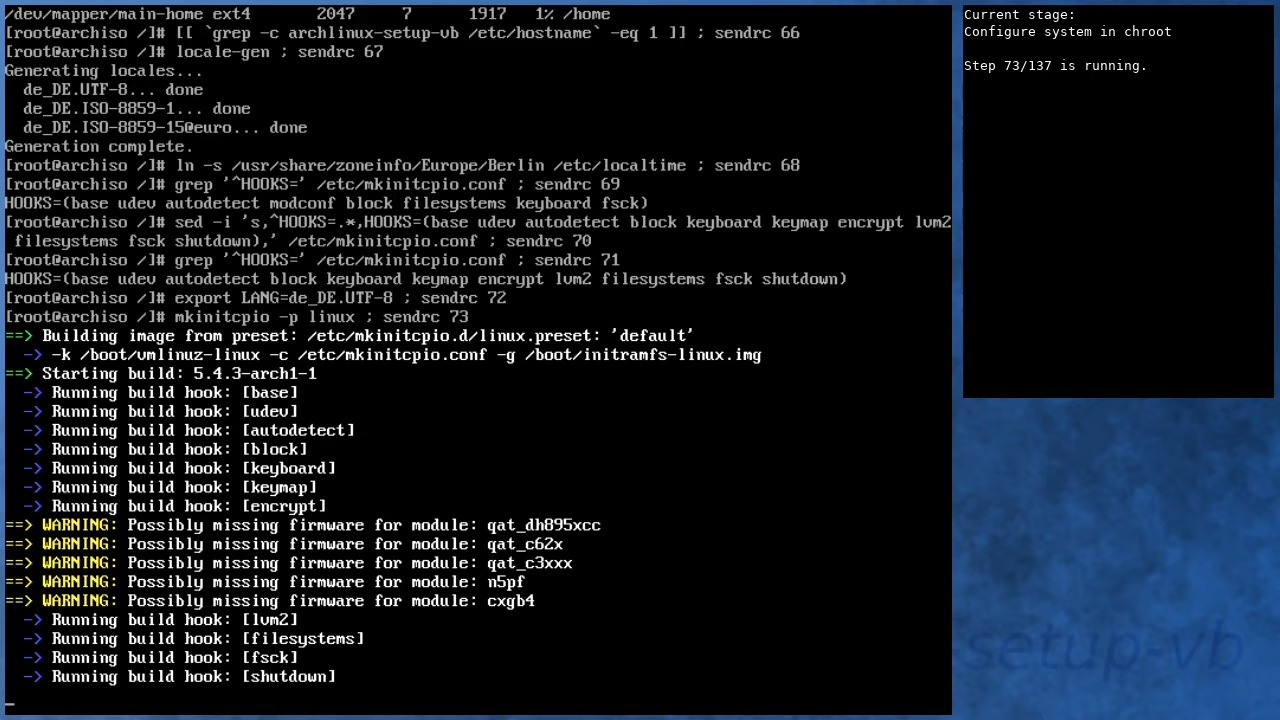 /dev/mapper/main-home ext4       2047     7      1917   1% /home
[root@archiso /]# [[ `grep -c archlinux-setup-vb /etc/hostname` -eq 1 ]] ; sendrc 66
[root@archiso /]# locale-gen ; sendrc 67
Generating locales...
  de_DE.UTF-8... done
  de_DE.ISO-8859-1... done
  de_DE.ISO-8859-15@euro... done
Generation complete.
[root@archiso /]# ln -s /usr/share/zoneinfo/Europe/Berlin /etc/localtime ; sendrc 68
[root@archiso /]# grep '^HOOKS=' /etc/mkinitcpio.conf ; sendrc 69
HOOKS=(base udev autodetect modconf block filesystems keyboard fsck)
[root@archiso /]# sed -i 's,^HOOKS=.*,HOOKS=(base udev autodetect block keyboard keymap encrypt lvm2
 filesystems fsck shutdown),' /etc/mkinitcpio.conf ; sendrc 70
[root@archiso /]# grep '^HOOKS=' /etc/mkinitcpio.conf ; sendrc 71
HOOKS=(base udev autodetect block keyboard keymap encrypt lvm2 filesystems fsck shutdown)
[root@archiso /]# export LANG=de_DE.UTF-8 ; sendrc 72
[root@archiso /]# mkinitcpio -p linux ; sendrc 73
==> Building image from preset: /etc/mkinitcpio.d/linux.preset: 'default'
  -> -k /boot/vmlinuz-linux -c /etc/mkinitcpio.conf -g /boot/initramfs-linux.img
==> Starting build: 5.4.3-arch1-1
  -> Running build hook: [base]
  -> Running build hook: [udev]
  -> Running build hook: [autodetect]
  -> Running build hook: [block]
  -> Running build hook: [keyboard]
  -> Running build hook: [keymap]
  -> Running build hook: [encrypt]
==> WARNING: Possibly missing firmware for module: qat_dh895xcc
==> WARNING: Possibly missing firmware for module: qat_c62x
==> WARNING: Possibly missing firmware for module: qat_c3xxx
==> WARNING: Possibly missing firmware for module: n5pf
==> WARNING: Possibly missing firmware for module: cxgb4
  -> Running build hook: [lvm2]
  -> Running build hook: [filesystems]
  -> Running build hook: [fsck]
  -> Running build hook: [shutdown]
Current stage:
Configure system in chroot
Step 73/137 is running.
setup-vb